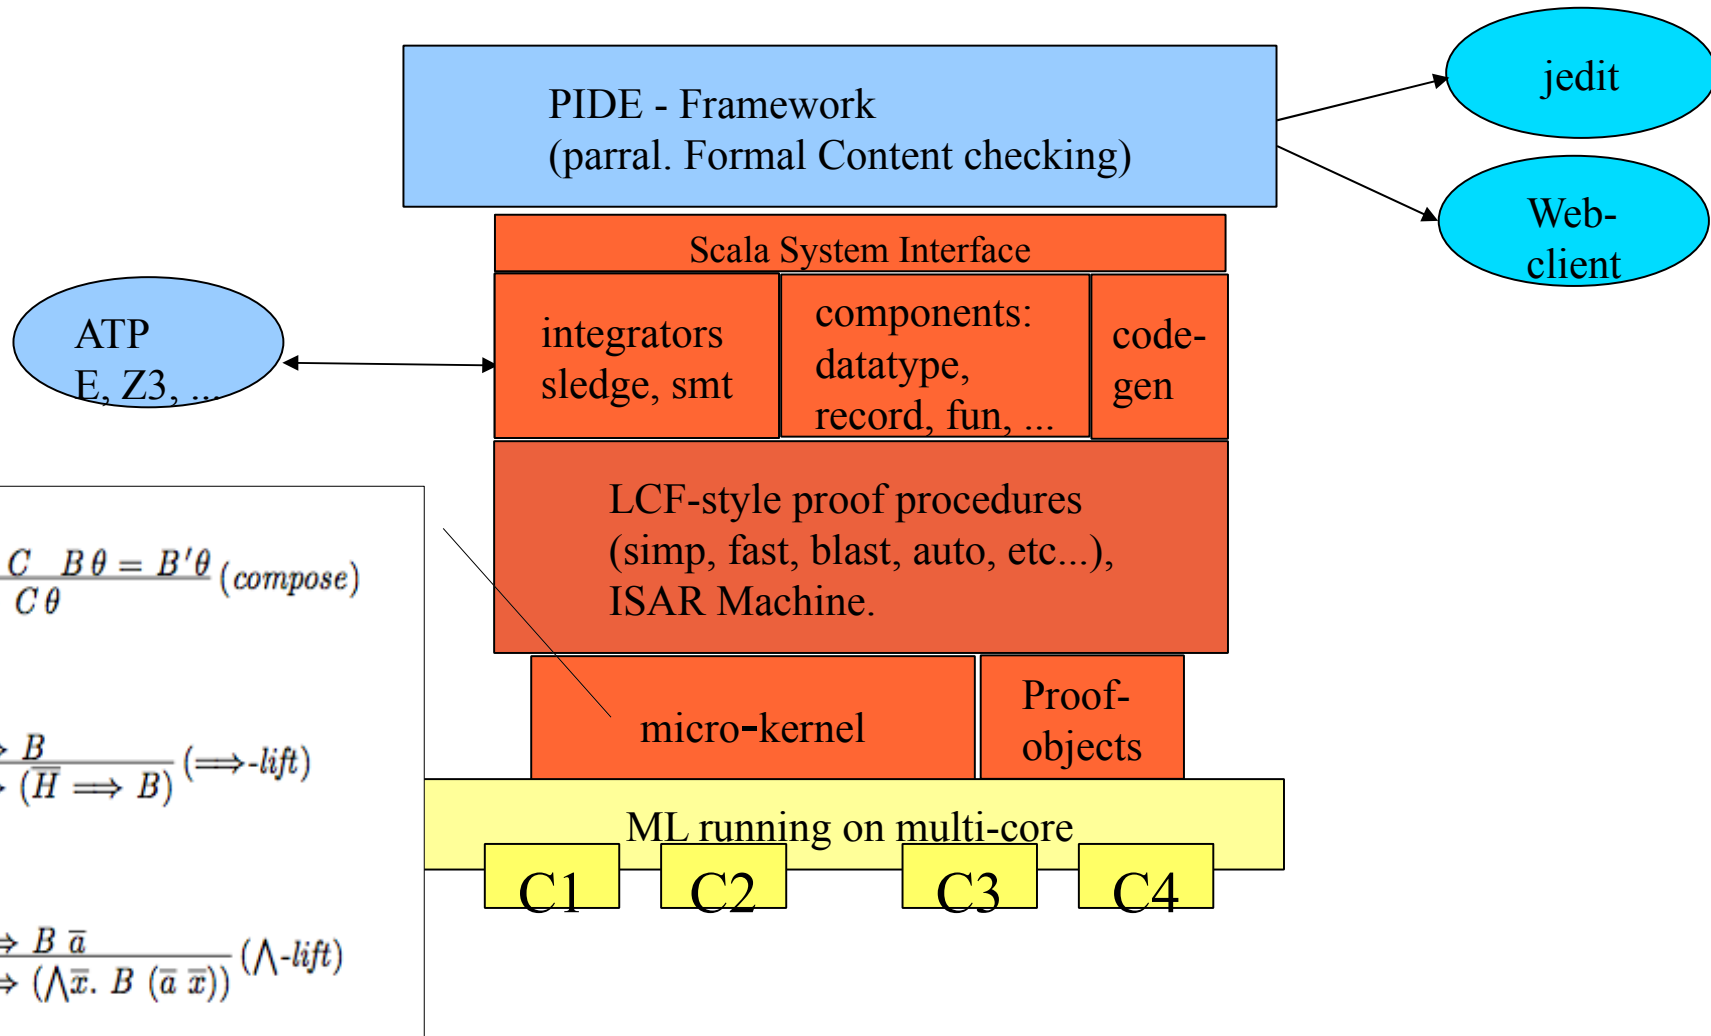 PIDE - Framework
(parral. Formal Content checking)
jedit
Web-
client
Scala System Interface
ATP
E, Z3, ...
integrators
sledge, smt
components:
datatype,
record, fun, ...
code-
gen
LCF-style proof procedures
(simp, fast, blast, auto, etc...),
ISAR Machine.
C B θ = B′θ (compose)
C θ
micro-kernel
Proof-
objects
⇒ B (⟹-lift)
⇒ (H̅ ⟹ B)
ML running on multi-core
C1 C2 C3 C4
⇒ B a̅ (⋀-lift)
⇒ (⋀x̅. B (a̅ x̅))